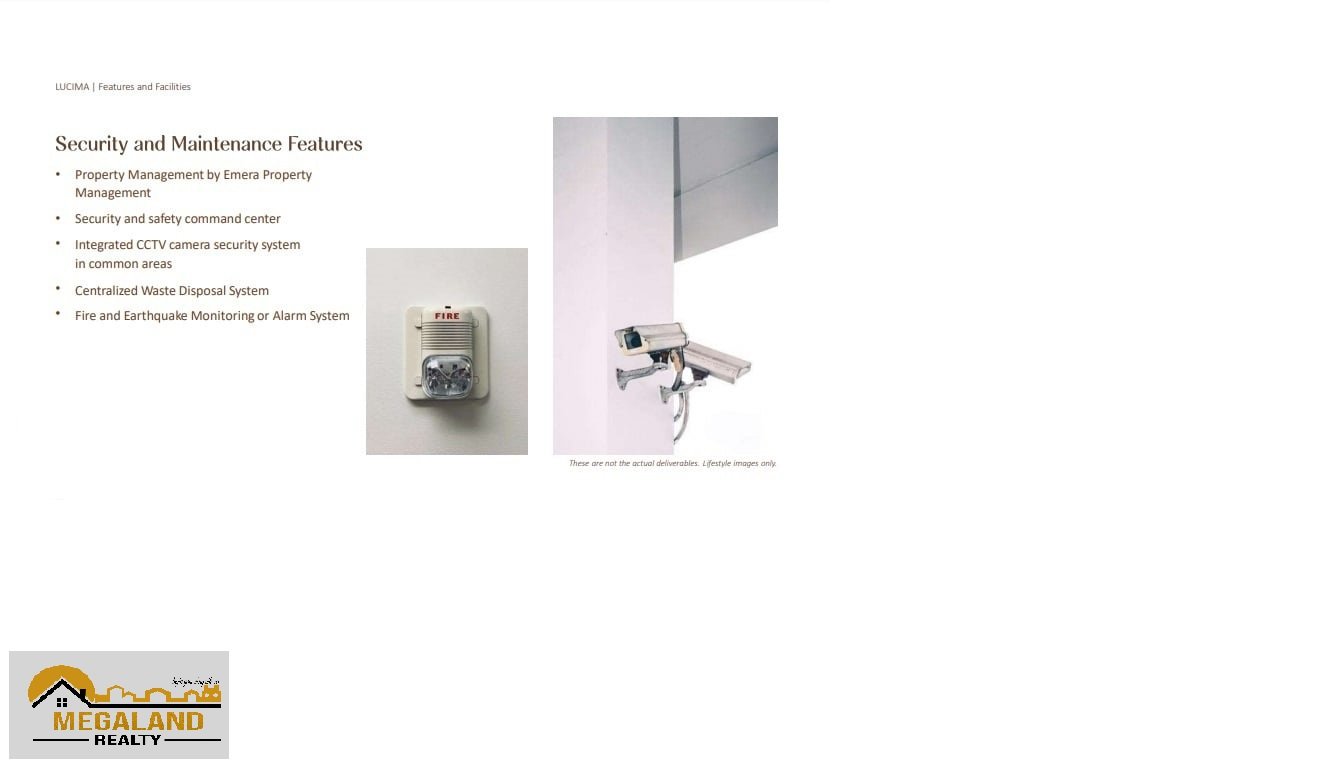 LUCIMA | Features and Facilities
Security and Maintenance Features
• Property Management by Emera Property
Management
• Security and safety command center
• Integrated CCTV camera security system
in common areas
• Centralized Waste Disposal System
• Fire and Earthquake Monitoring or Alarm System
FIRE
These are not the actual deliverables. Lifestyle images only.
MEGALAND
REALTY